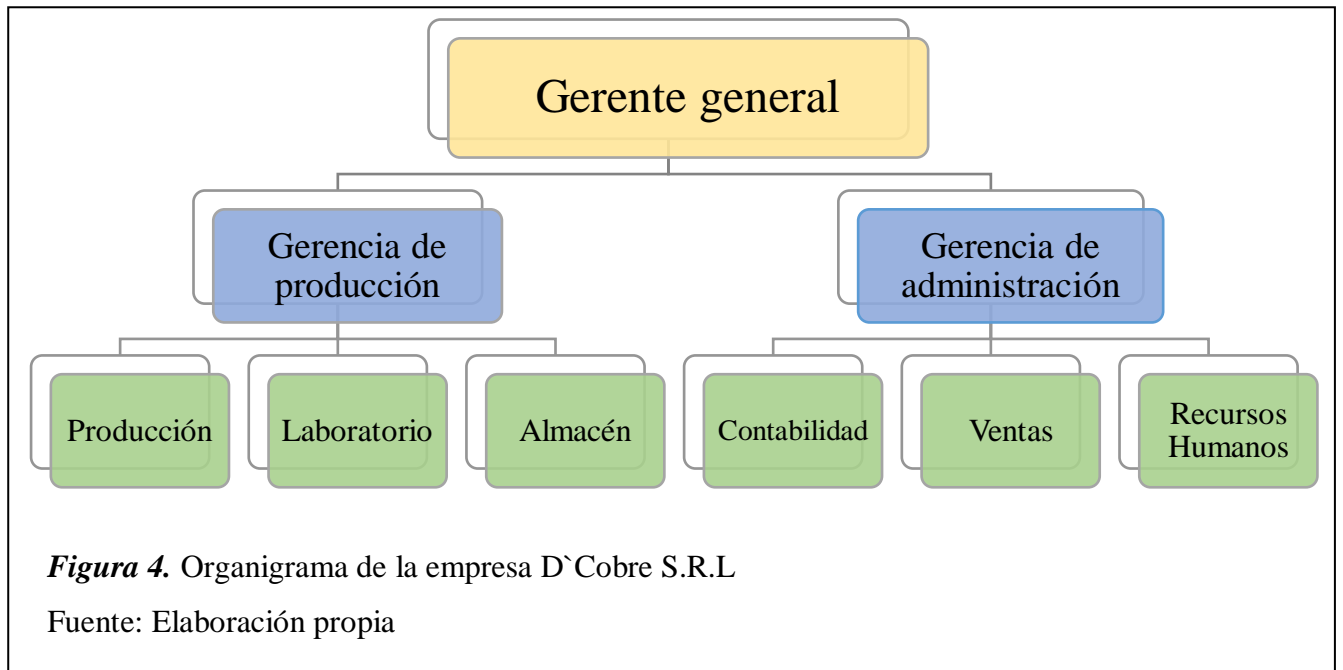 Gerente general
Gerencia de
producción
Gerencia de
administración
Producción
Laboratorio
Almacén
Contabilidad
Ventas
Recursos
Humanos
Figura 4. Organigrama de la empresa D`Cobre S.R.L
Fuente: Elaboración propia